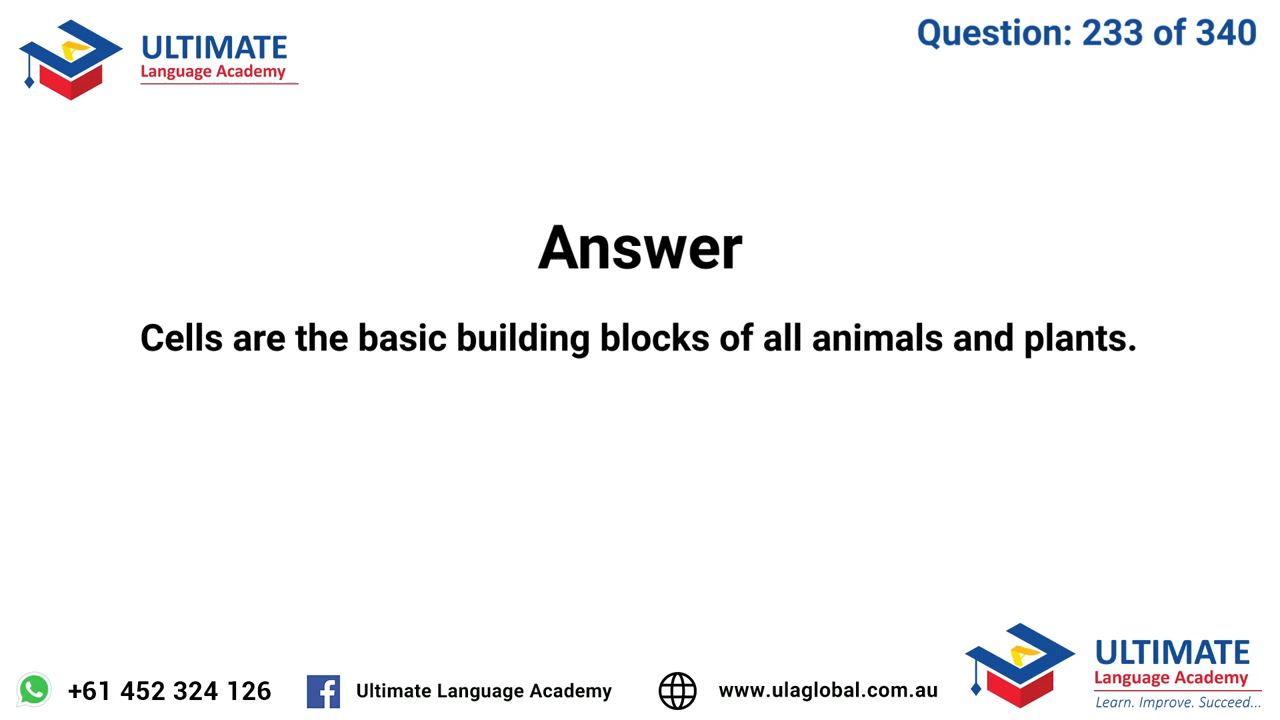 ULTIMATE
Language Academy
Question: 233 of 340
Answer
Cells are the basic building blocks of all animals and plants.
+61 452 324 126
Ultimate Language Academy
www.ulaglobal.com.au
ULTIMATE
Language Academy
Learn. Improve. Succeed...